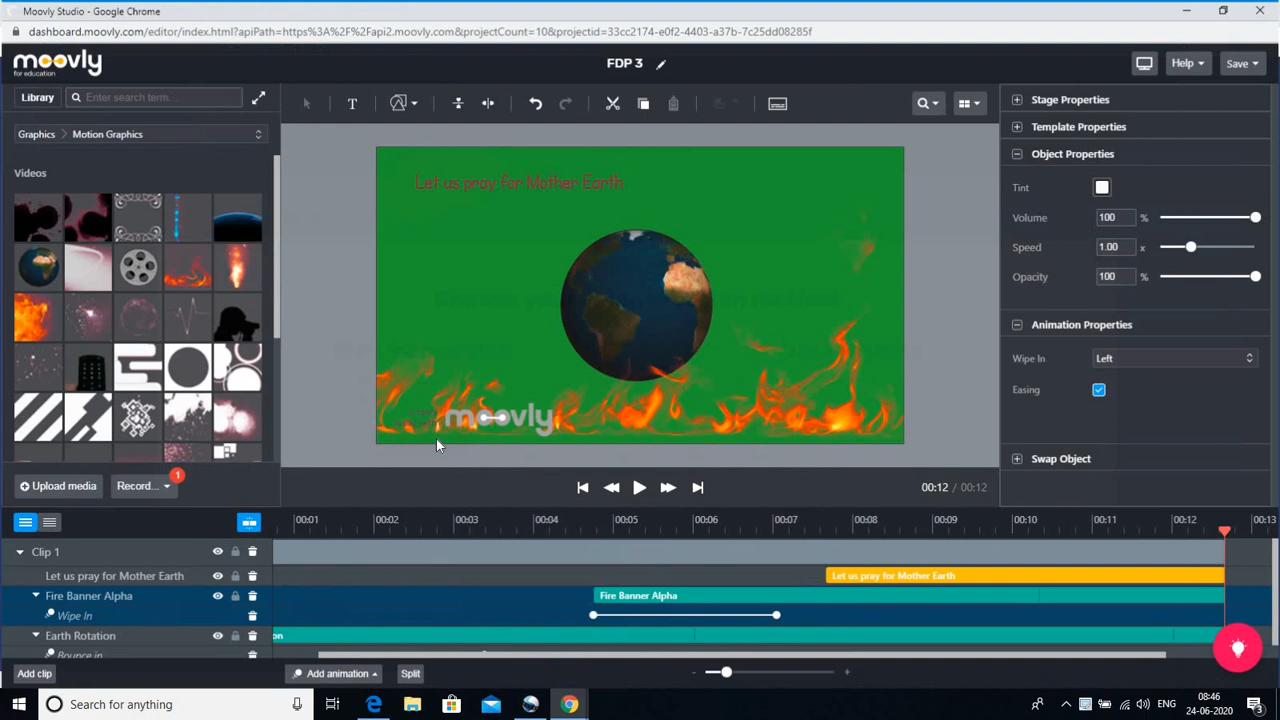 Moovly Studio - Google Chrome
dashboard.moovly.com/editor/index.html?apiPath=https%3A%2F%2Fapi2.moovly.com&projectCount=10&projectid=33cc2174-e0f2-4403-a37b-7c25dd08285f
moovly
for education
FDP 3
Help
Save
Library
Enter search term...
T
Graphics > Motion Graphics
Videos
Upload media
Record...
1
Let us pray for Mother Earth
moovly
Stage Properties
Template Properties
Object Properties
Tint
Volume 100 %
Speed 1.00 x
Opacity 100 %
Animation Properties
Wipe In Left
Easing
Swap Object
00:12 / 00:12
00:01 00:02 00:03 00:04 00:05 00:06 00:07 00:08 00:09 00:10 00:11 00:12 00:13
Clip 1
Let us pray for Mother Earth
Let us pray for Mother Earth
Fire Banner Alpha
Fire Banner Alpha
Wipe In
Earth Rotation
on
Bounce in
Add clip
Add animation
Split
- +
Search for anything
ENG
08:46
24-06-2020
3